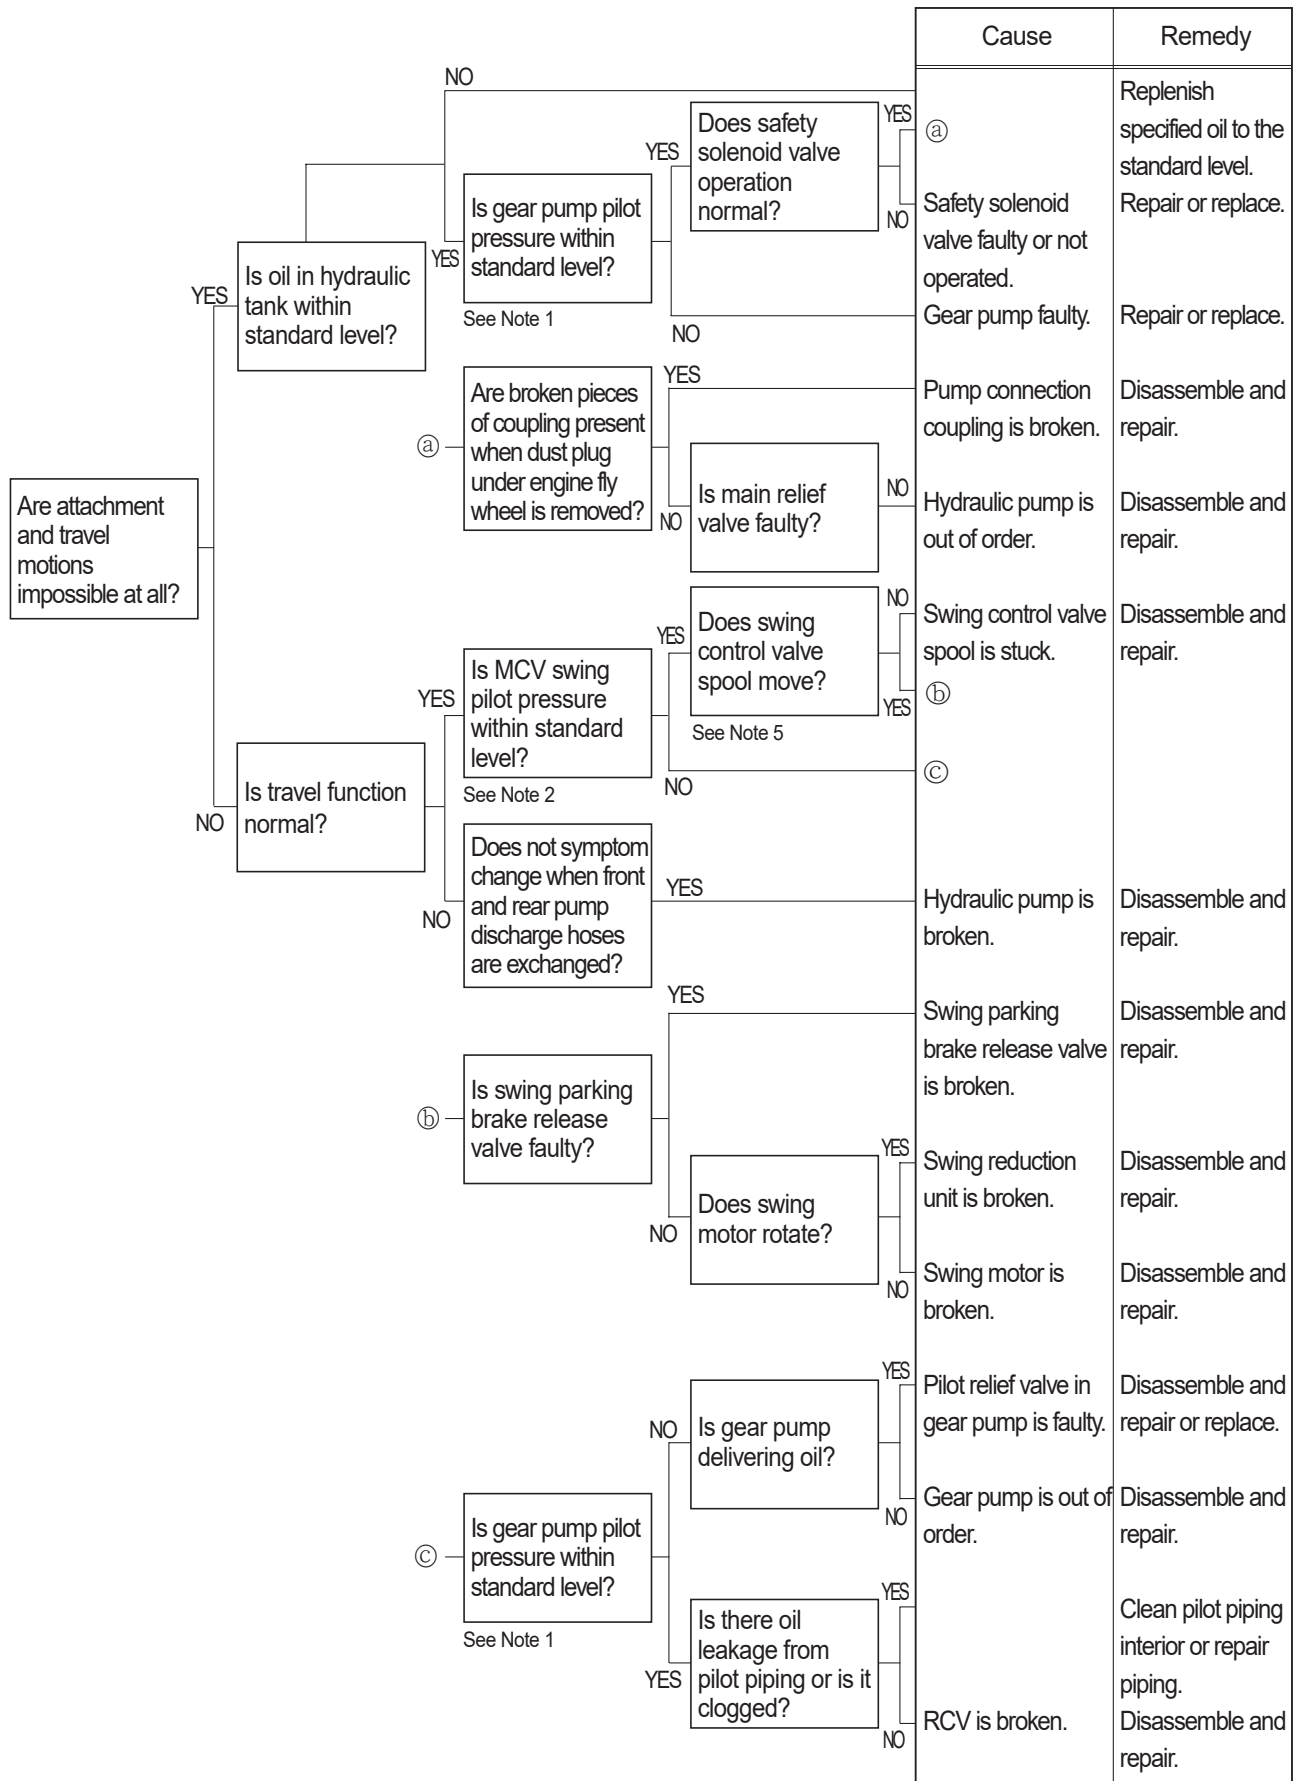 Cause
Remedy
NO
Replenish
specified oil to the
standard level.
YES
Does safety
solenoid valve
operation
normal?
YES
ⓐ
NO
Safety solenoid
valve faulty or not
operated.
Repair or replace.
Is gear pump pilot
pressure within
standard level?
YES
See Note 1
Is oil in hydraulic
tank within
standard level?
YES
Gear pump faulty.
Repair or replace.
NO
ⓐ
Are broken pieces
of coupling present
when dust plug
under engine fly
wheel is removed?
YES
Pump connection
coupling is broken.
Disassemble and
repair.
NO
Is main relief
valve faulty?
NO
Hydraulic pump is
out of order.
Disassemble and
repair.
Are attachment
and travel
motions
impossible at all?
YES
Does swing
control valve
spool move?
NO
Swing control valve
spool is stuck.
Disassemble and
repair.
YES
ⓑ
See Note 5
YES
Is MCV swing
pilot pressure
within standard
level?
See Note 2
NO
ⓒ
NO
Is travel function
normal?
NO
Does not symptom
change when front
and rear pump
discharge hoses
are exchanged?
YES
Hydraulic pump is
broken.
Disassemble and
repair.
ⓑ
Is swing parking
brake release
valve faulty?
YES
Swing parking
brake release valve
is broken.
Disassemble and
repair.
NO
Does swing
motor rotate?
YES
Swing reduction
unit is broken.
Disassemble and
repair.
NO
Swing motor is
broken.
Disassemble and
repair.
ⓒ
Is gear pump pilot
pressure within
standard level?
See Note 1
NO
Is gear pump
delivering oil?
YES
Pilot relief valve in
gear pump is faulty.
Disassemble and
repair or replace.
NO
Gear pump is out of
order.
Disassemble and
repair.
YES
Is there oil
leakage from
pilot piping or is it
clogged?
YES
Clean pilot piping
interior or repair
piping.
NO
RCV is broken.
Disassemble and
repair.